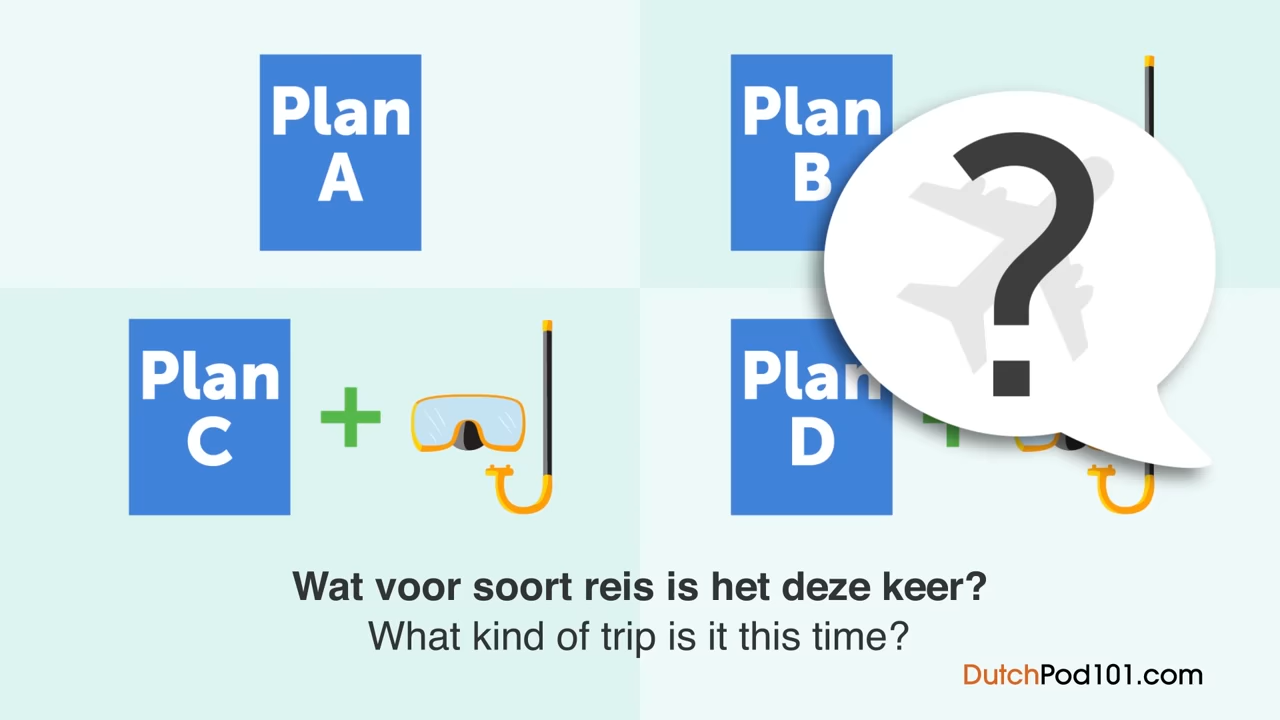 Plan
A
Plan
B
Plan
C
Plan
D
?
Wat voor soort reis is het deze keer?
What kind of trip is it this time?
DutchPod101.com